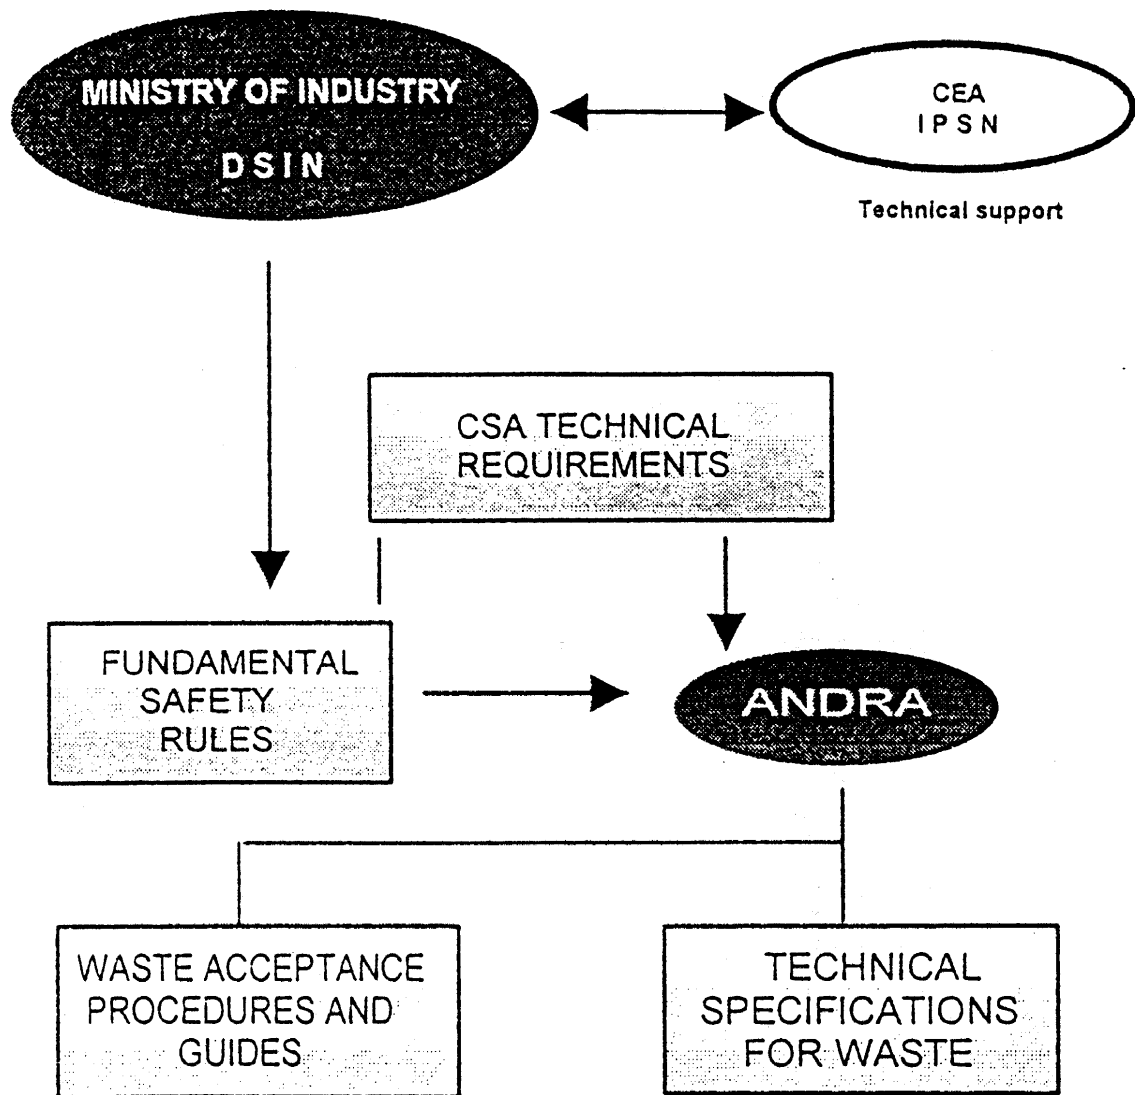 MINISTRY OF INDUSTRY
DSIN
CEA
IPSN
Technical support
CSA TECHNICAL
REQUIREMENTS
FUNDAMENTAL
SAFETY
RULES
ANDRA
WASTE ACCEPTANCE
PROCEDURES AND
GUIDES
TECHNICAL
SPECIFICATIONS
FOR WASTE